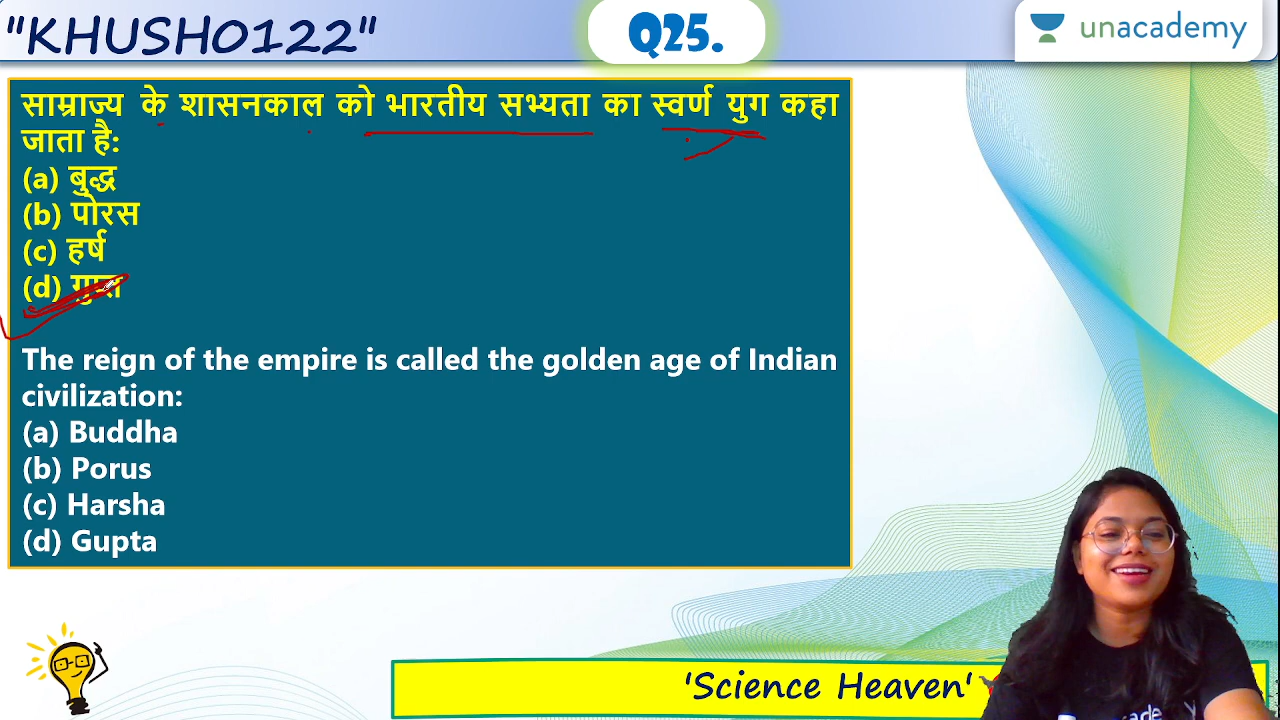 "KHUSH0122"
Q25.
unacademy
साम्राज्य के शासनकाल को भारतीय सभ्यता का स्वर्ण युग कहा
जाता है:
(a) बुद्ध
(b) पोरस
(c) हर्ष
(d) गुप्त
The reign of the empire is called the golden age of Indian
civilization:
(a) Buddha
(b) Porus
(c) Harsha
(d) Gupta
'Science Heaven'